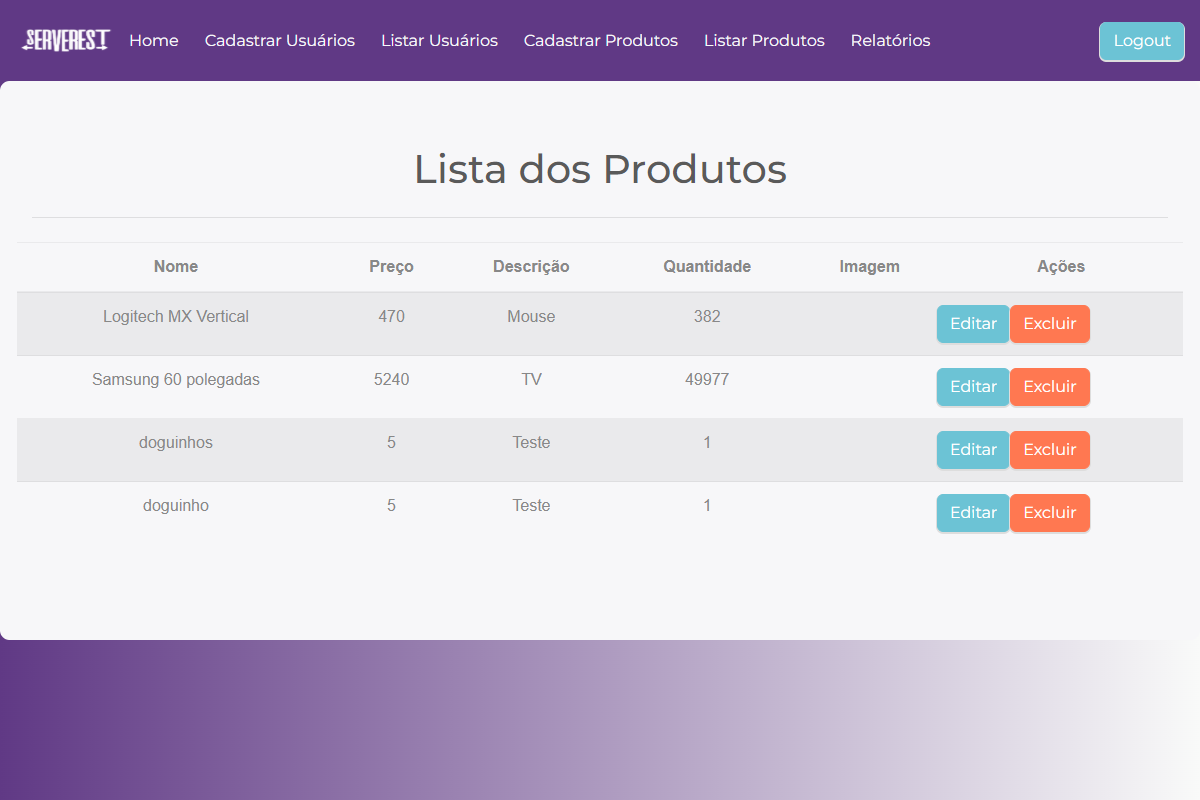 SERVEREST Home Cadastrar Usuários Listar Usuários Cadastrar Produtos Listar Produtos Relatórios Logout
Lista dos Produtos
Nome Preço Descrição Quantidade Imagem Ações
Logitech MX Vertical 470 Mouse 382 Editar Excluir
Samsung 60 polegadas 5240 TV 49977 Editar Excluir
doguinhos 5 Teste 1 Editar Excluir
doguinho 5 Teste 1 Editar Excluir